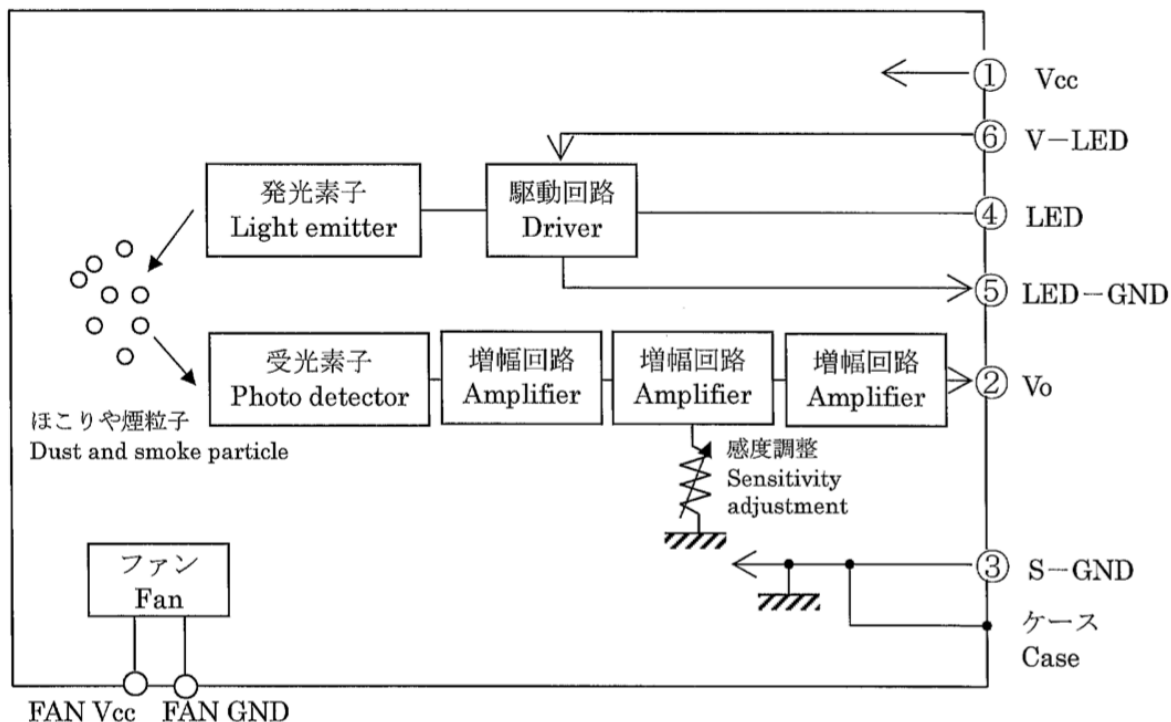 ① Vcc
⑥ V−LED
発光素子
Light emitter
駆動回路
Driver
④ LED
⑤ LED−GND
受光素子
Photo detector
増幅回路
Amplifier
増幅回路
Amplifier
増幅回路
Amplifier
② Vo
ほこりや煙粒子
Dust and smoke particle
感度調整
Sensitivity
adjustment
③ S−GND
ケース
Case
ファン
Fan
FAN Vcc
FAN GND